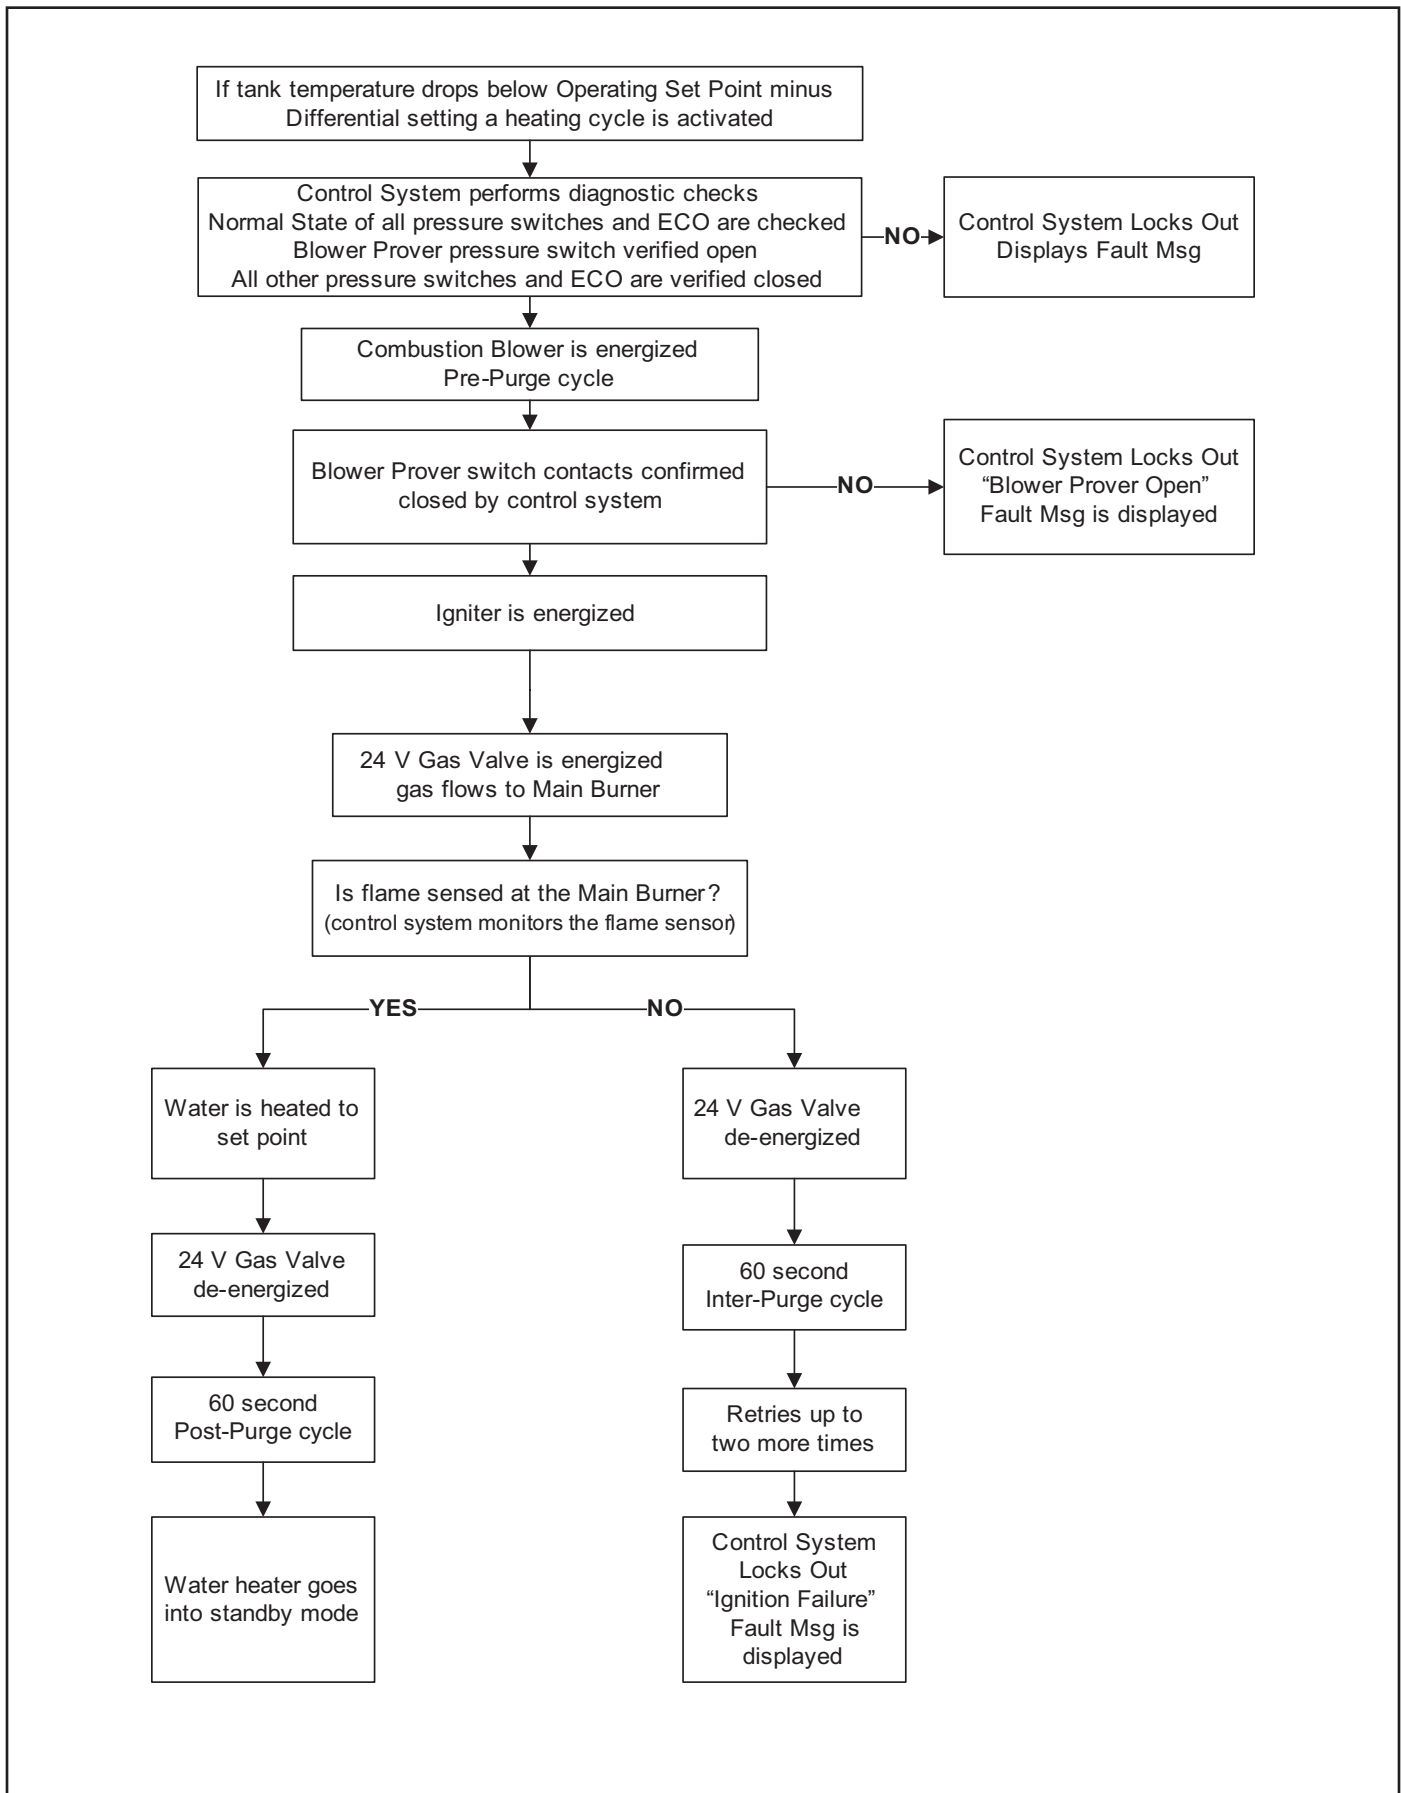 If tank temperature drops below Operating Set Point minus
Differential setting a heating cycle is activated
Control System performs diagnostic checks
Normal State of all pressure switches and ECO are checked
Blower Prover pressure switch verified open
All other pressure switches and ECO are verified closed
NO
Control System Locks Out
Displays Fault Msg
Combustion Blower is energized
Pre-Purge cycle
Blower Prover switch contacts confirmed
closed by control system
NO
Control System Locks Out
“Blower Prover Open”
Fault Msg is displayed
Igniter is energized
24 V Gas Valve is energized
gas flows to Main Burner
Is flame sensed at the Main Burner?
(control system monitors the flame sensor)
YES
NO
Water is heated to
set point
24 V Gas Valve
de-energized
60 second
Post-Purge cycle
Water heater goes
into standby mode
24 V Gas Valve
de-energized
60 second
Inter-Purge cycle
Retries up to
two more times
Control System
Locks Out
“Ignition Failure”
Fault Msg is
displayed